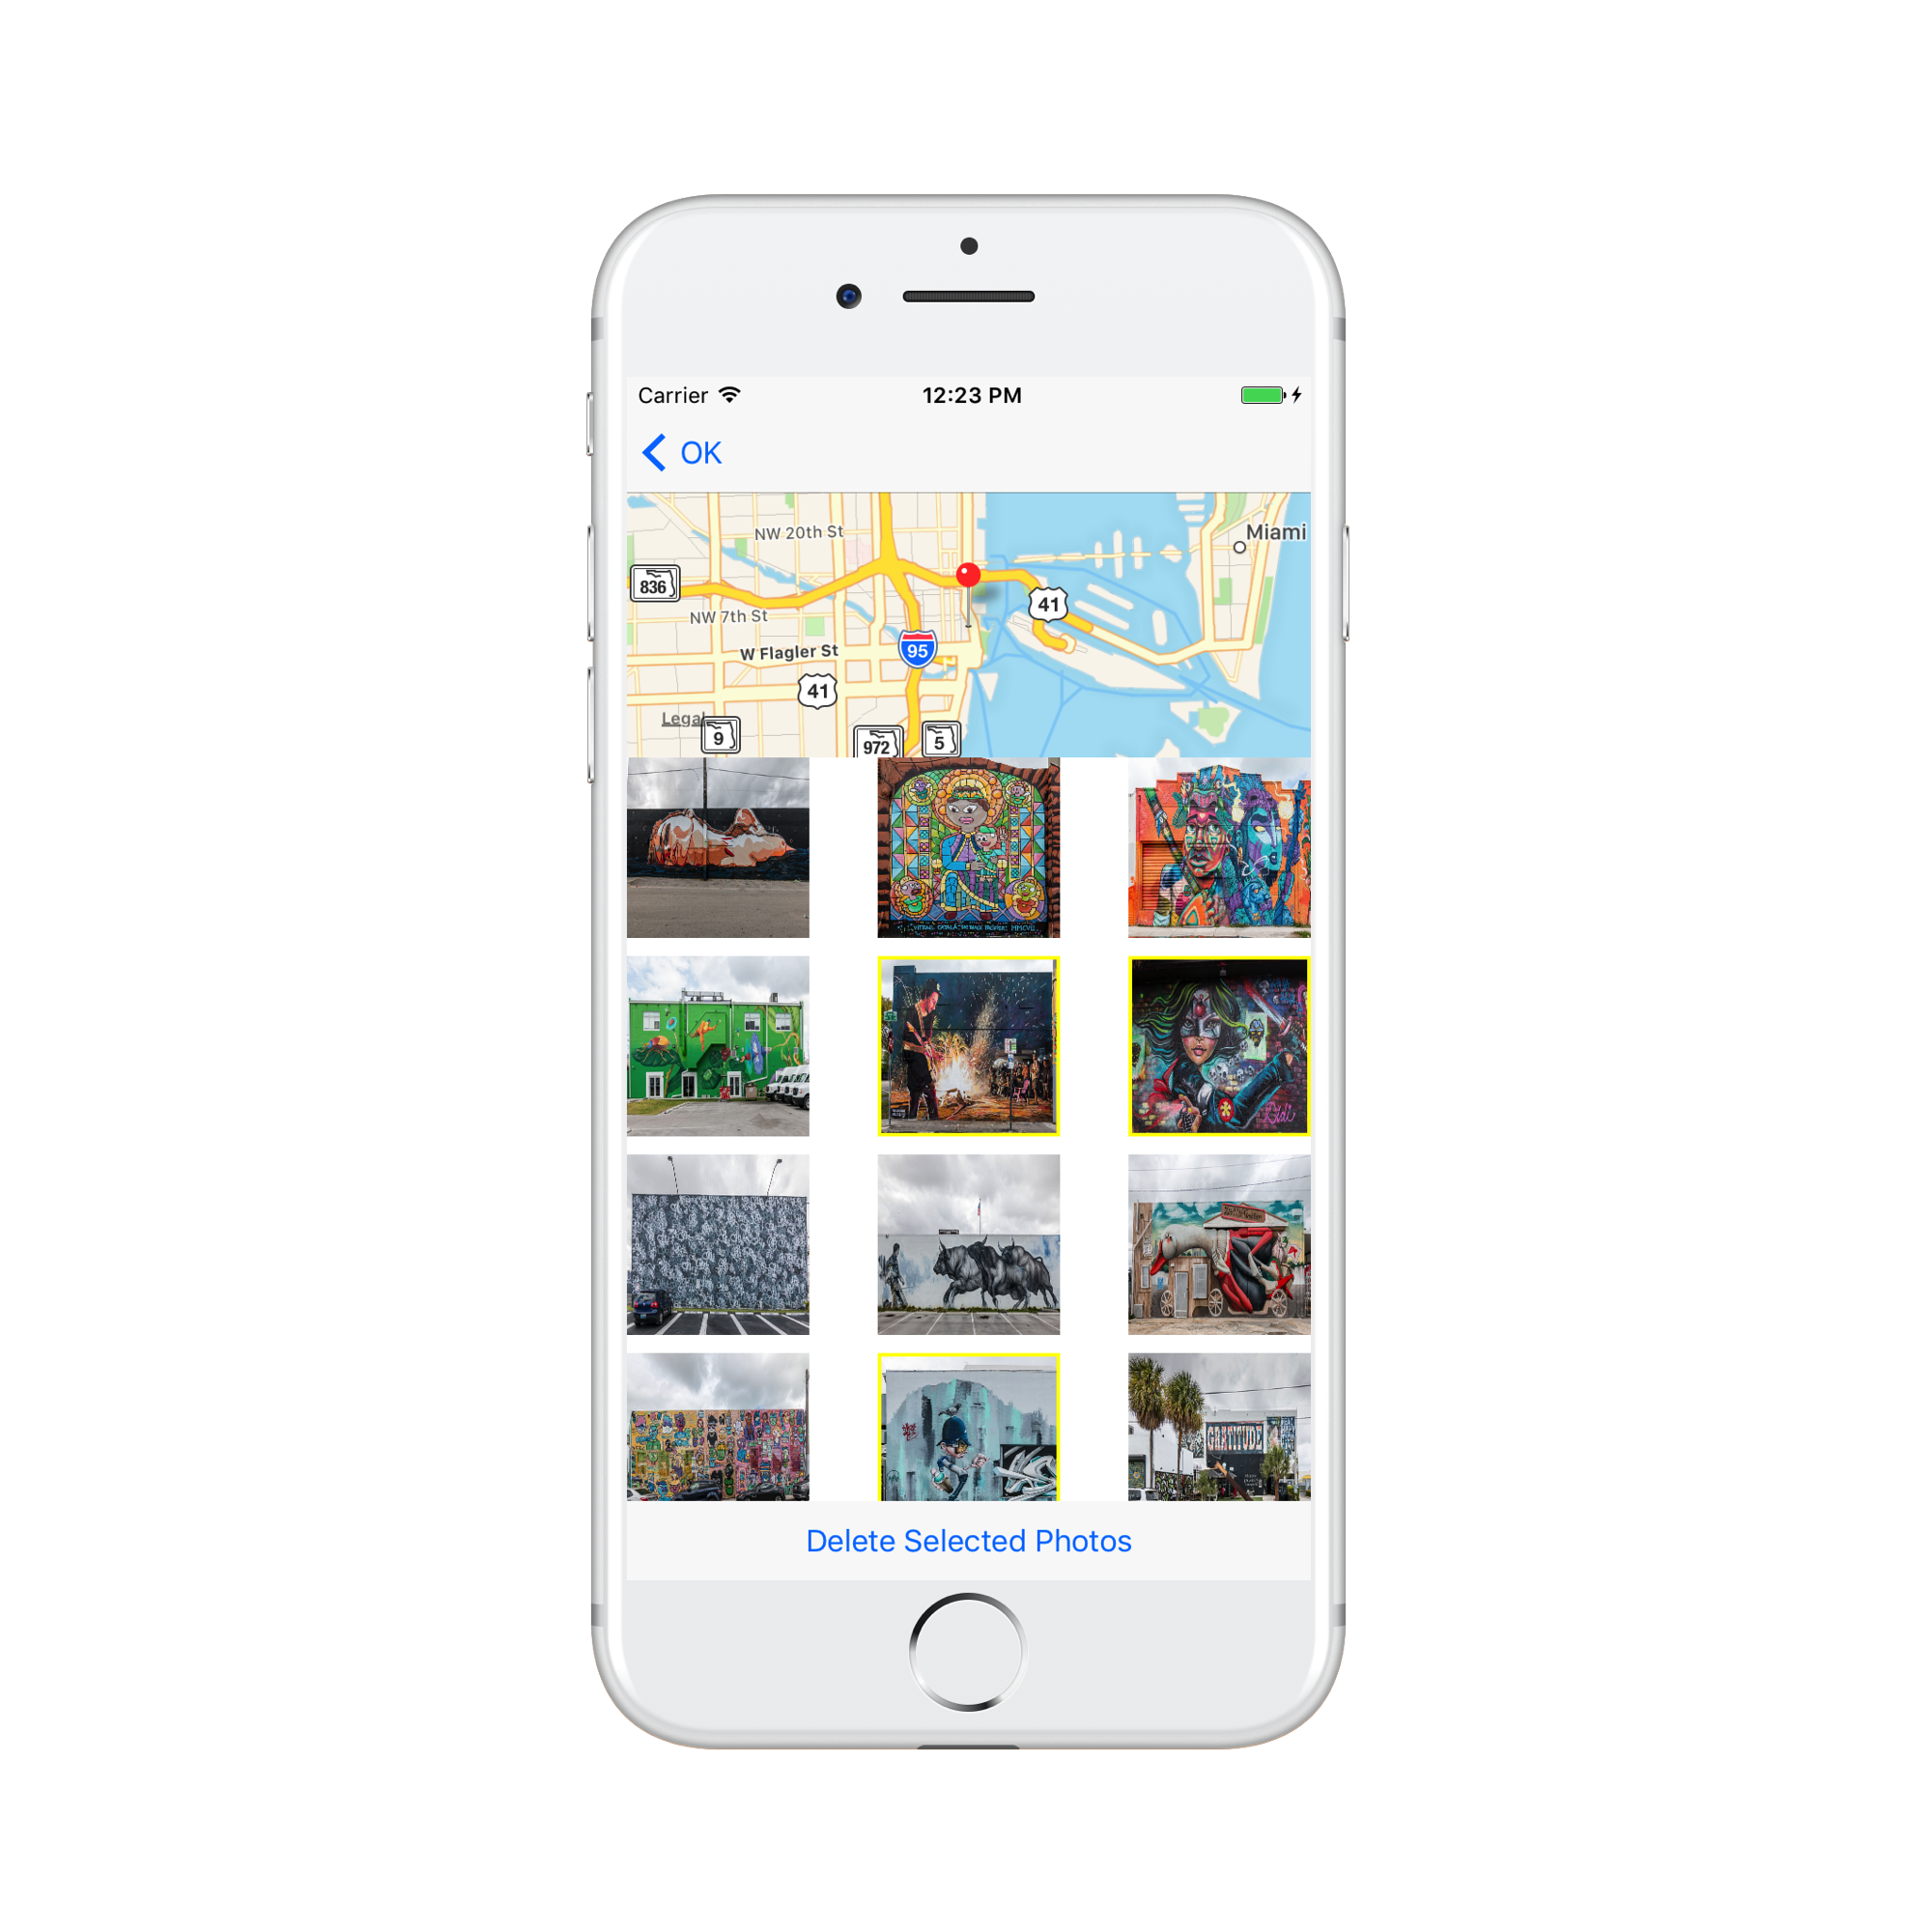 Carrier
12:23 PM
OK
NW 20th St
Miami
836
41
NW 7th St
W Flagler St
95
41
Legal
9
972
5
GRATITUDE
Delete Selected Photos